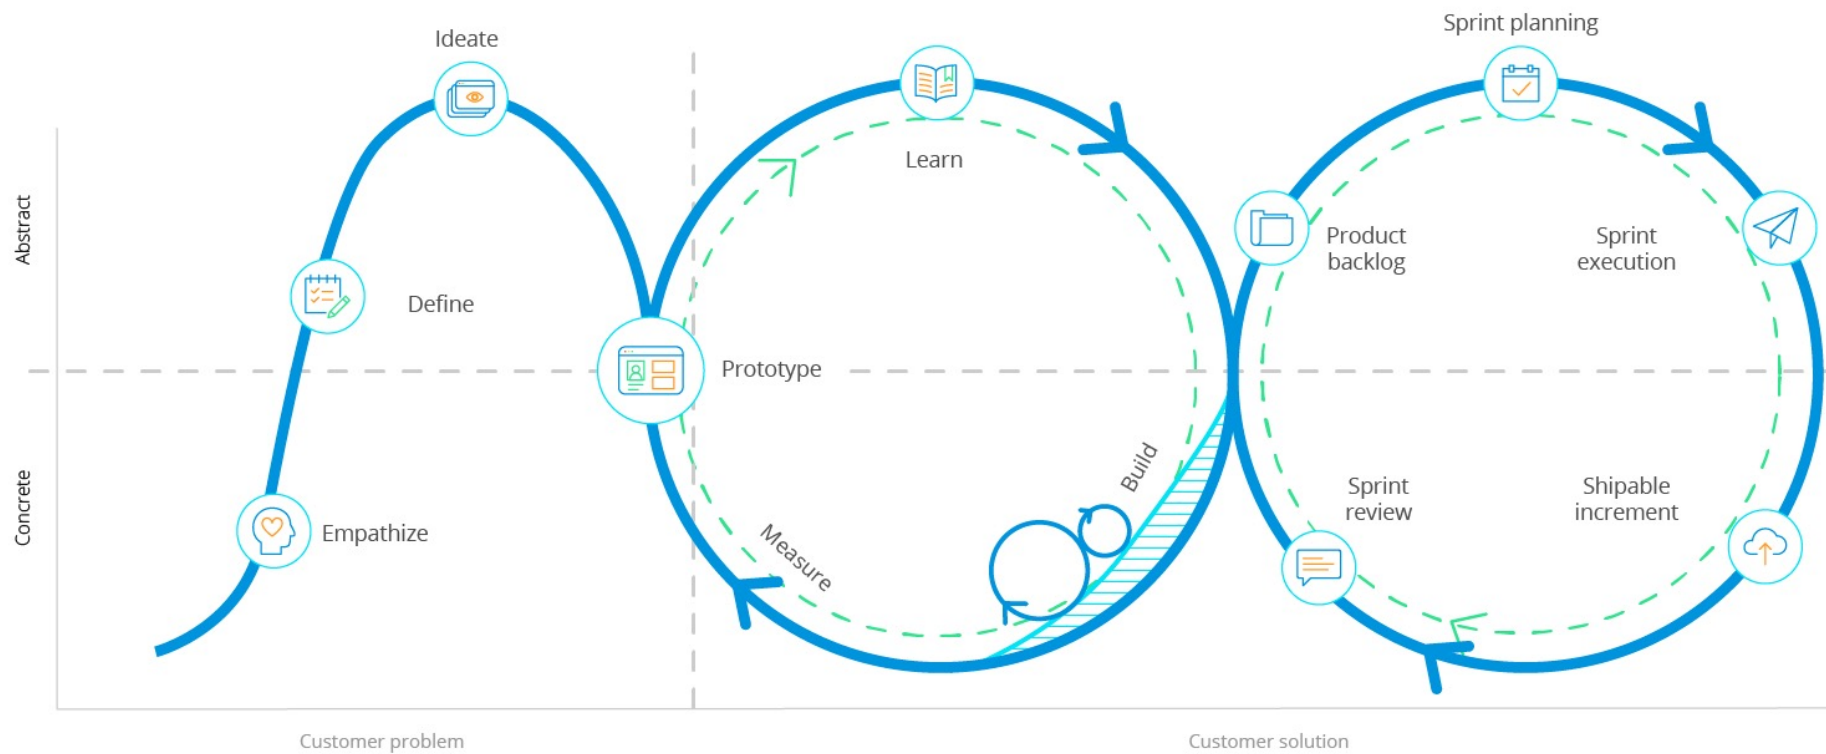 Ideate
Sprint planning
Learn
Abstract
Product
backlog
Sprint
execution
Define
Prototype
Concrete
Empathize
Measure
Build
Sprint
review
Shipable
increment
Customer problem
Customer solution